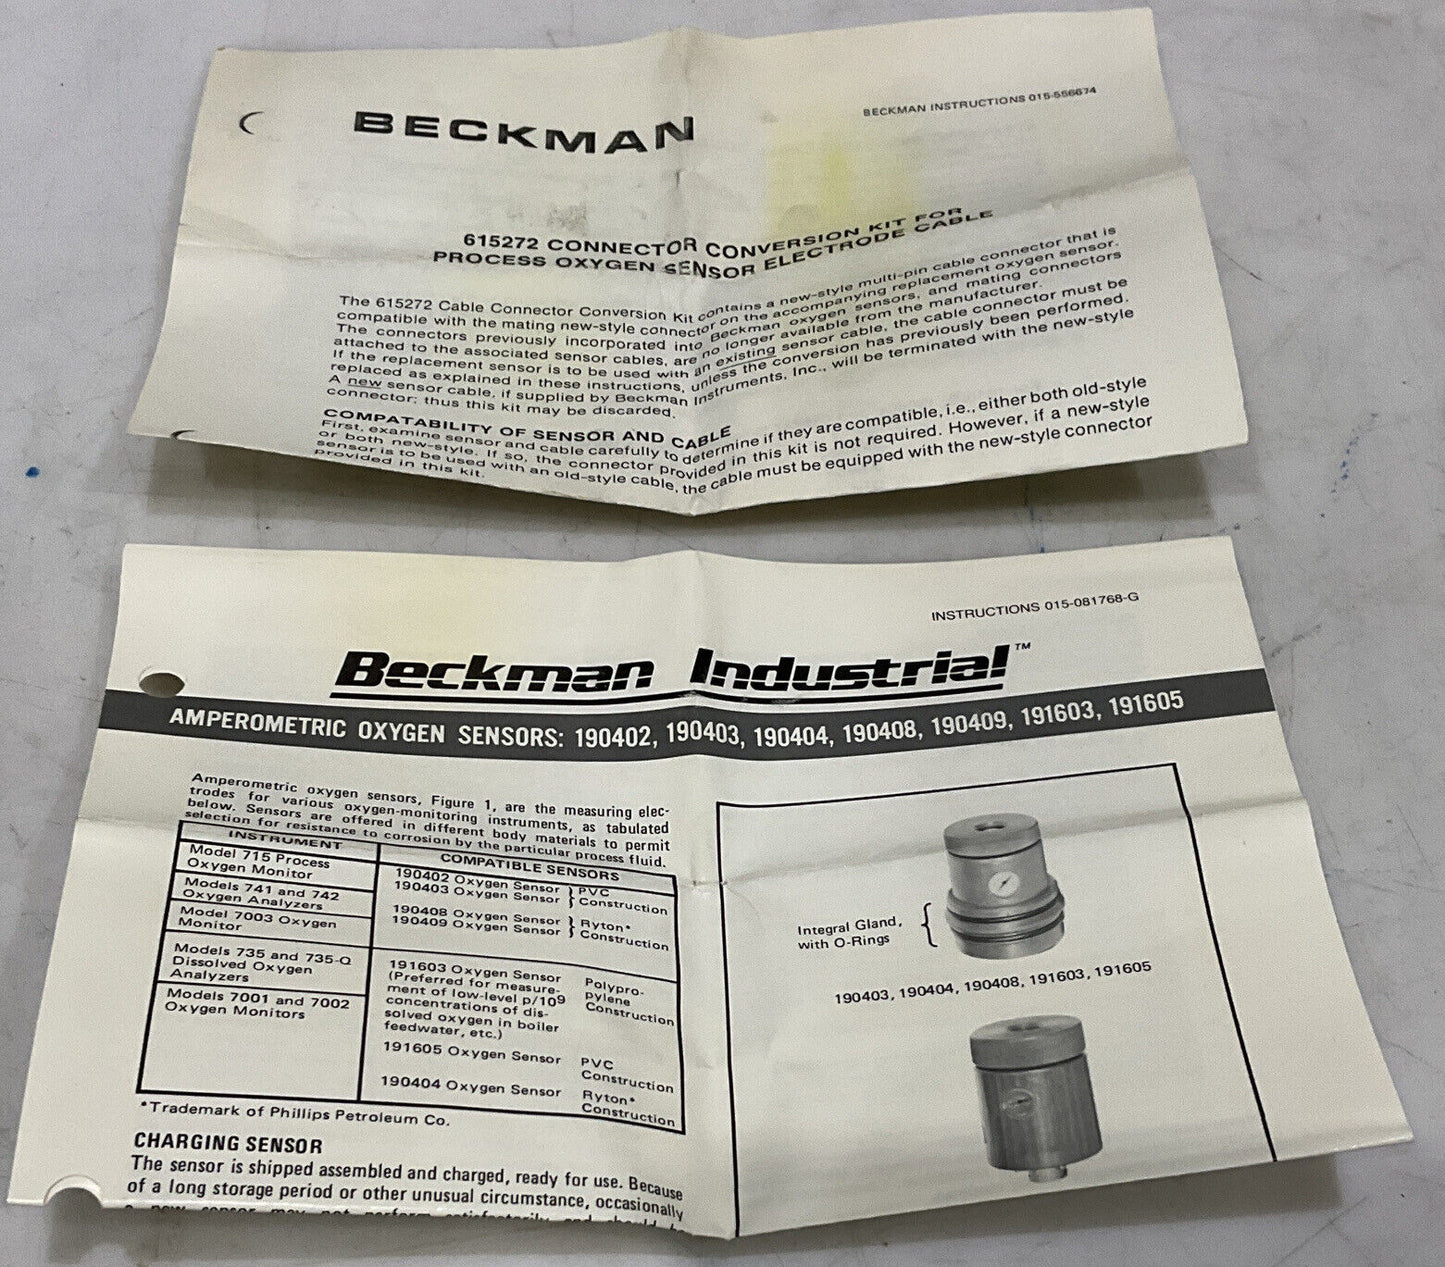 BECKMAN
BECKMAN INSTRUCTIONS 015-556674
615272 CONNECTOR CONVERSION KIT FOR
PROCESS OXYGEN SENSOR ELECTRODE CABLE
The 615272 Cable Connector Conversion Kit contains a new-style multi-pin cable connector that is
compatible with the mating new-style connector on the accompanying replacement oxygen sensor.
The connectors previously incorporated into Beckman oxygen sensors, and mating connectors
attached to the associated sensor cables, are no longer available from the manufacturer.
If the replacement sensor is to be used with an existing sensor cable, the cable connector must be
replaced as explained in these instructions, unless the conversion has previously been performed.
A new sensor cable, if supplied by Beckman Instruments, Inc., will be terminated with the new-style
connector; thus this kit may be discarded.
COMPATABILITY OF SENSOR AND CABLE
First, examine sensor and cable carefully to determine if they are compatible, i.e., either both old-style
or both new-style. If so, the connector provided in this kit is not required. However, if a new-style
sensor is to be used with an old-style cable, the cable must be equipped with the new-style connector
provided in this kit.
INSTRUCTIONS 015-081768-G
Beckman Industrial™
AMPEROMETRIC OXYGEN SENSORS: 190402, 190403, 190404, 190408, 190409, 191603, 191605
Amperometric oxygen sensors, Figure 1, are the measuring elec-
trodes for various oxygen-monitoring instruments, as tabulated
below. Sensors are offered in different body materials to permit
selection for resistance to corrosion by the particular process fluid.
INSTRUMENT
COMPATIBLE SENSORS
Model 715 Process
Oxygen Monitor
Models 741 and 742
Oxygen Analyzers
Model 7003 Oxygen
Monitor
190402 Oxygen Sensor } PVC
190403 Oxygen Sensor } Construction
190408 Oxygen Sensor } Ryton*
190409 Oxygen Sensor } Construction
Models 735 and 735-Q
Dissolved Oxygen
Analyzers
Models 7001 and 7002
Oxygen Monitors
191603 Oxygen Sensor
(Preferred for measure-
ment of low-level p/10⁹
concentrations of dis-
solved oxygen in boiler
feedwater, etc.)
Polypro-
pylene
Construction
191605 Oxygen Sensor PVC
Construction
190404 Oxygen Sensor Ryton*
Construction
*Trademark of Phillips Petroleum Co.
CHARGING SENSOR
The sensor is shipped assembled and charged, ready for use. Because
of a long storage period or other unusual circumstance, occasionally
a new sensor may not perform satisfactorily and should be
Integral Gland,
with O-Rings
190403, 190404, 190408, 191603, 191605